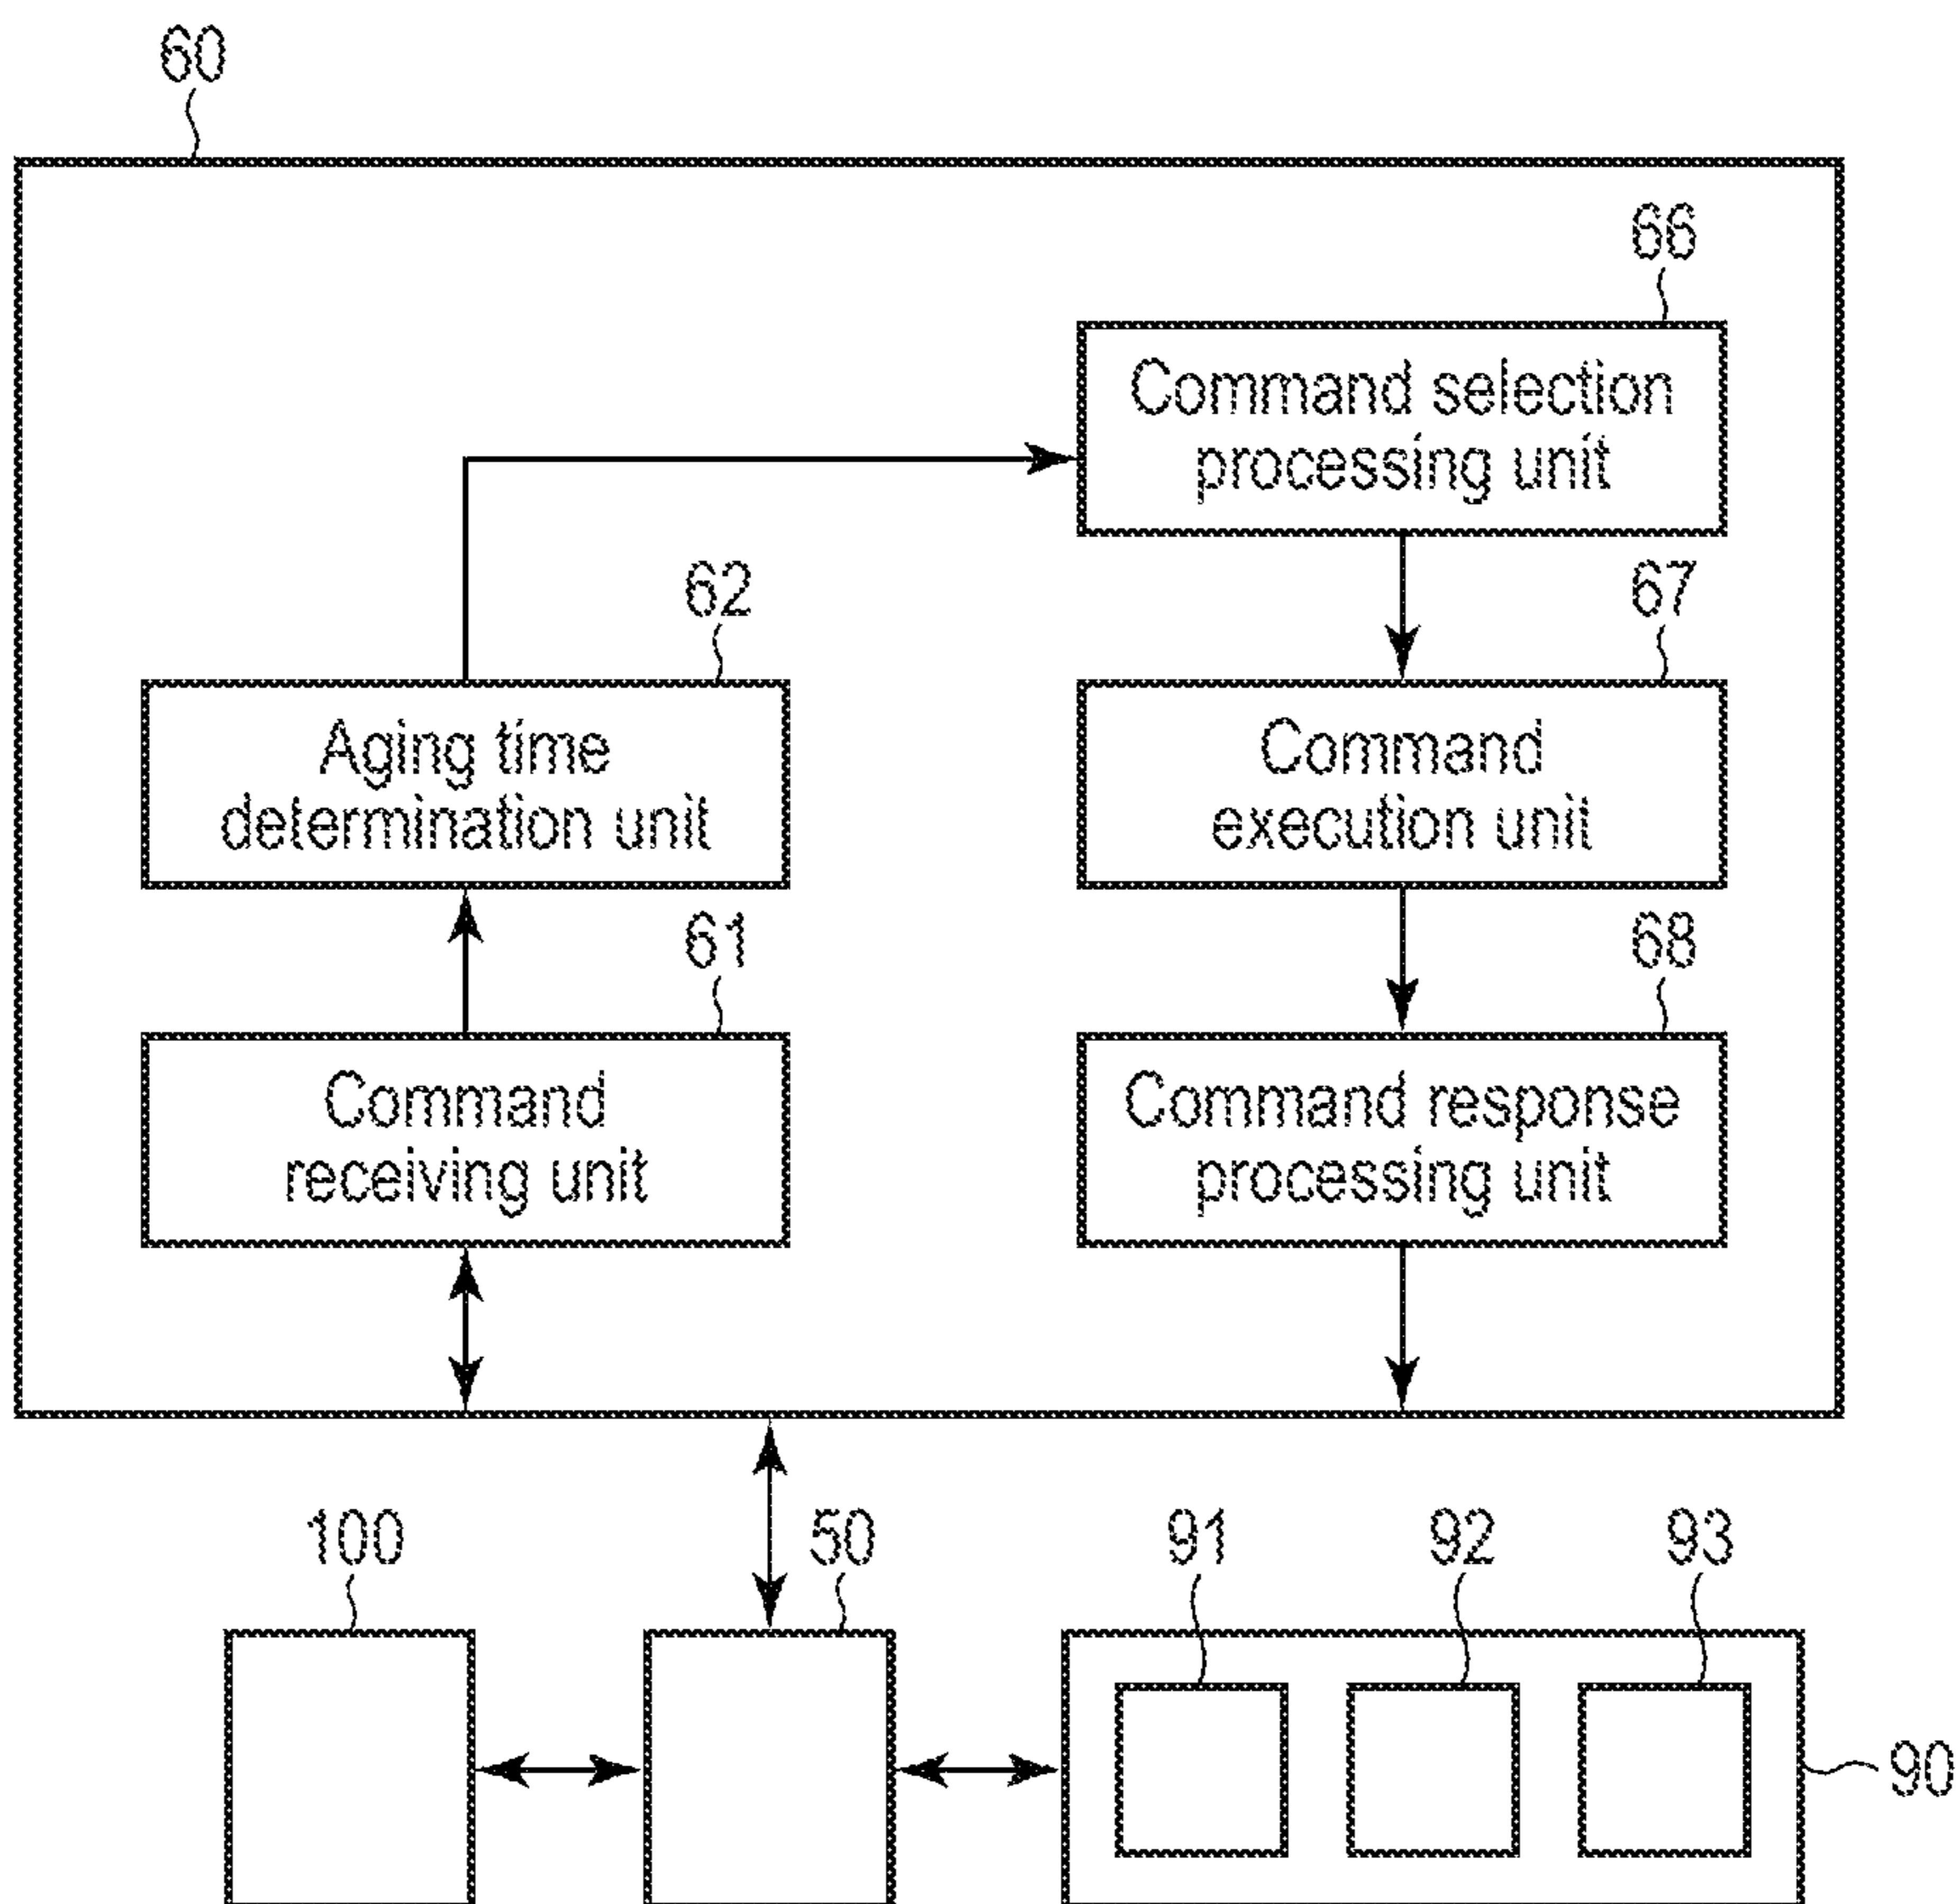 60
66
Command selection
processing unit
62
67
Aging time
determination unit
Command
execution unit
61
68
Command
receiving unit
Command response
processing unit
100
50
91
92
93
90